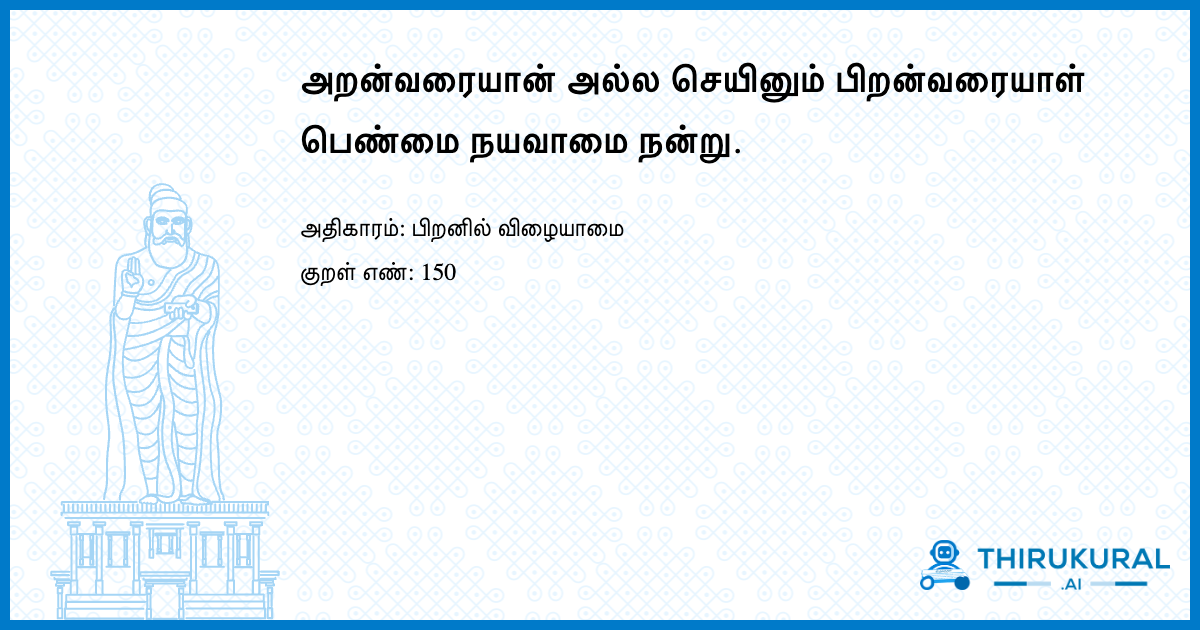 அறன்வரையான் அல்ல செயினும் பிறன்வரையாள்
பெண்மை நயவாமை நன்று.
அதிகாரம்: பிறனில் விழையாமை
குறள் எண்: 150
THIRUKURAL
.AI